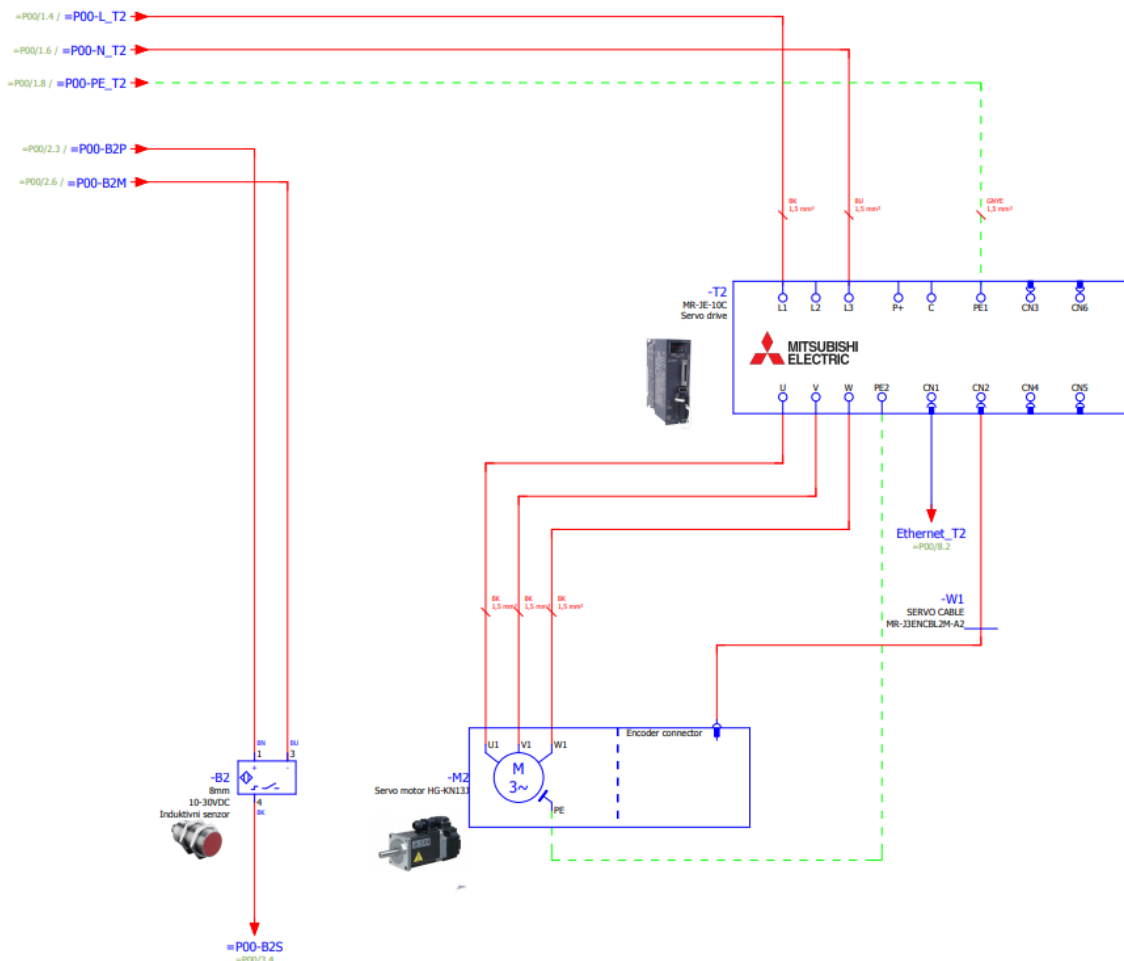 =P00/1.4 / =P00-L_T2
=P00/1.6 / =P00-N_T2
=P00/1.8 / =P00-PE_T2
=P00/2.3 / =P00-B2P
=P00/2.6 / =P00-B2M
BK
1,5 mm²
BU
1,5 mm²
GNYE
1,5 mm²
-T2
MR-JE-10C
Servo drive
L1 L2 L3 P+ C PE1 CN3 CN6
MITSUBISHI
ELECTRIC
U V W PE2 CN1 CN2 CN4 CN5
Ethernet_T2
=P00/8.2
-W1
SERVO CABLE
MR-J3ENCBL2M-A2
BK
1,5 mm²
BK
1,5 mm²
BK
1,5 mm²
Encoder connector
U1 V1 W1
M
3~
PE
-M2
Servo motor HG-KN13J
BN BU
1 3
+ -
-B2
8mm
10-30VDC
Induktivni senzor
4
BK
=P00-B2S
=P00/3.4